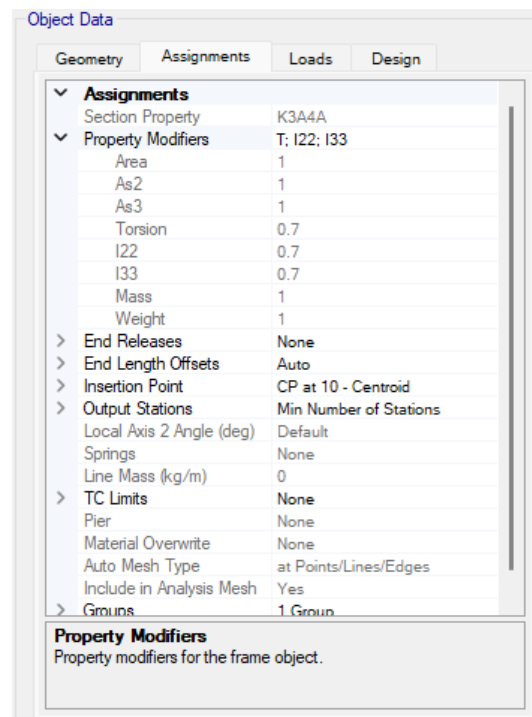 Object Data
Geometry Assignments Loads Design
Assignments
Section Property K3A4A
Property Modifiers T; I22; I33
Area 1
As2 1
As3 1
Torsion 0.7
I22 0.7
I33 0.7
Mass 1
Weight 1
End Releases None
End Length Offsets Auto
Insertion Point CP at 10 - Centroid
Output Stations Min Number of Stations
Local Axis 2 Angle (deg) Default
Springs None
Line Mass (kg/m) 0
TC Limits None
Pier None
Material Overwrite None
Auto Mesh Type at Points/Lines/Edges
Include in Analysis Mesh Yes
Groups 1 Group
Property Modifiers
Property modifiers for the frame object.